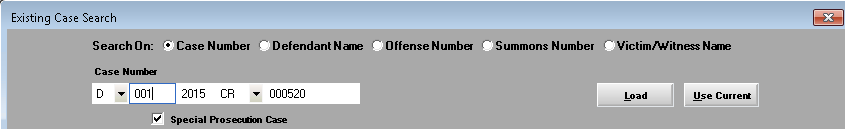 Existing Case Search
Search On: Case Number Defendant Name Offense Number Summons Number Victim/Witness Name
Case Number
D 001 2015 CR 000520 Load Use Current
Special Prosecution Case